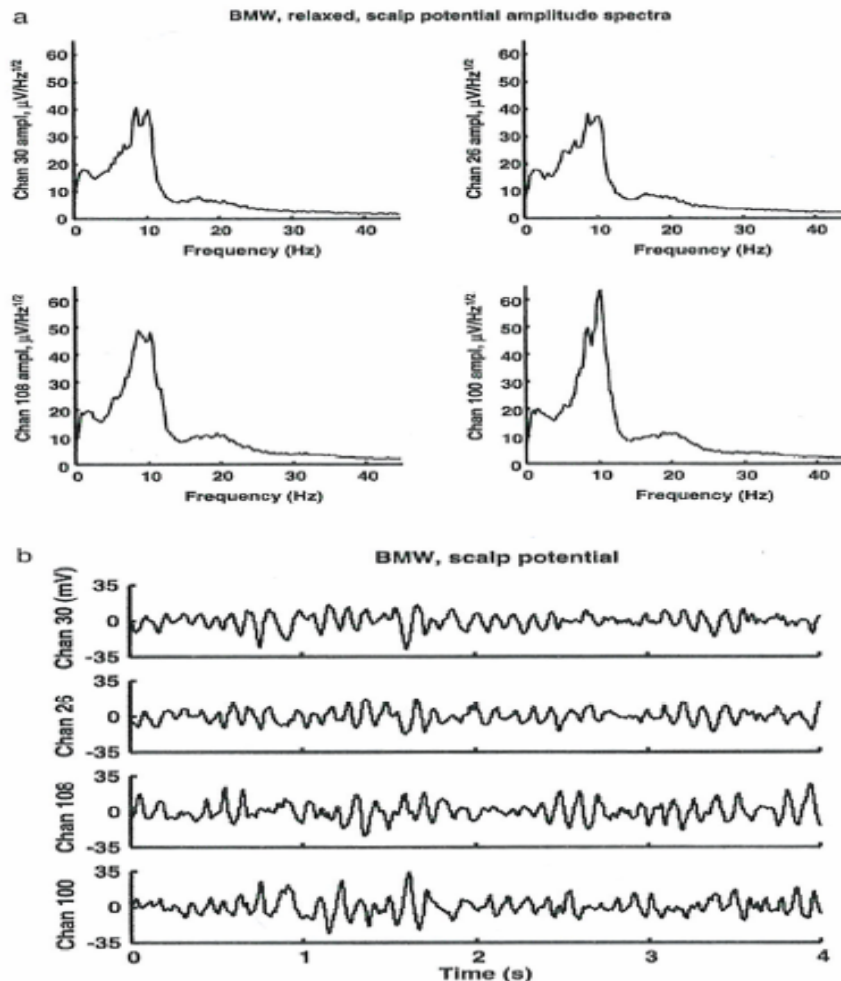 a
BMW, relaxed, scalp potential amplitude spectra
Chan 30 ampl, μV/Hz1/2
60
50
40
30
20
10
0
0 10 20 30 40
Frequency (Hz)
Chan 26 ampl, μV/Hz1/2
60
50
40
30
20
10
0
0 10 20 30 40
Frequency (Hz)
Chan 108 ampl, μV/Hz1/2
60
50
40
30
20
10
0
0 10 20 30 40
Frequency (Hz)
Chan 100 ampl, μV/Hz1/2
60
50
40
30
20
10
0
0 10 20 30 40
Frequency (Hz)
b
BMW, scalp potential
Chan 30 (mV)
35
0
-35
Chan 26
35
0
-35
Chan 108
35
0
-35
Chan 100
35
0
-35
0 1 2 3 4
Time (s)